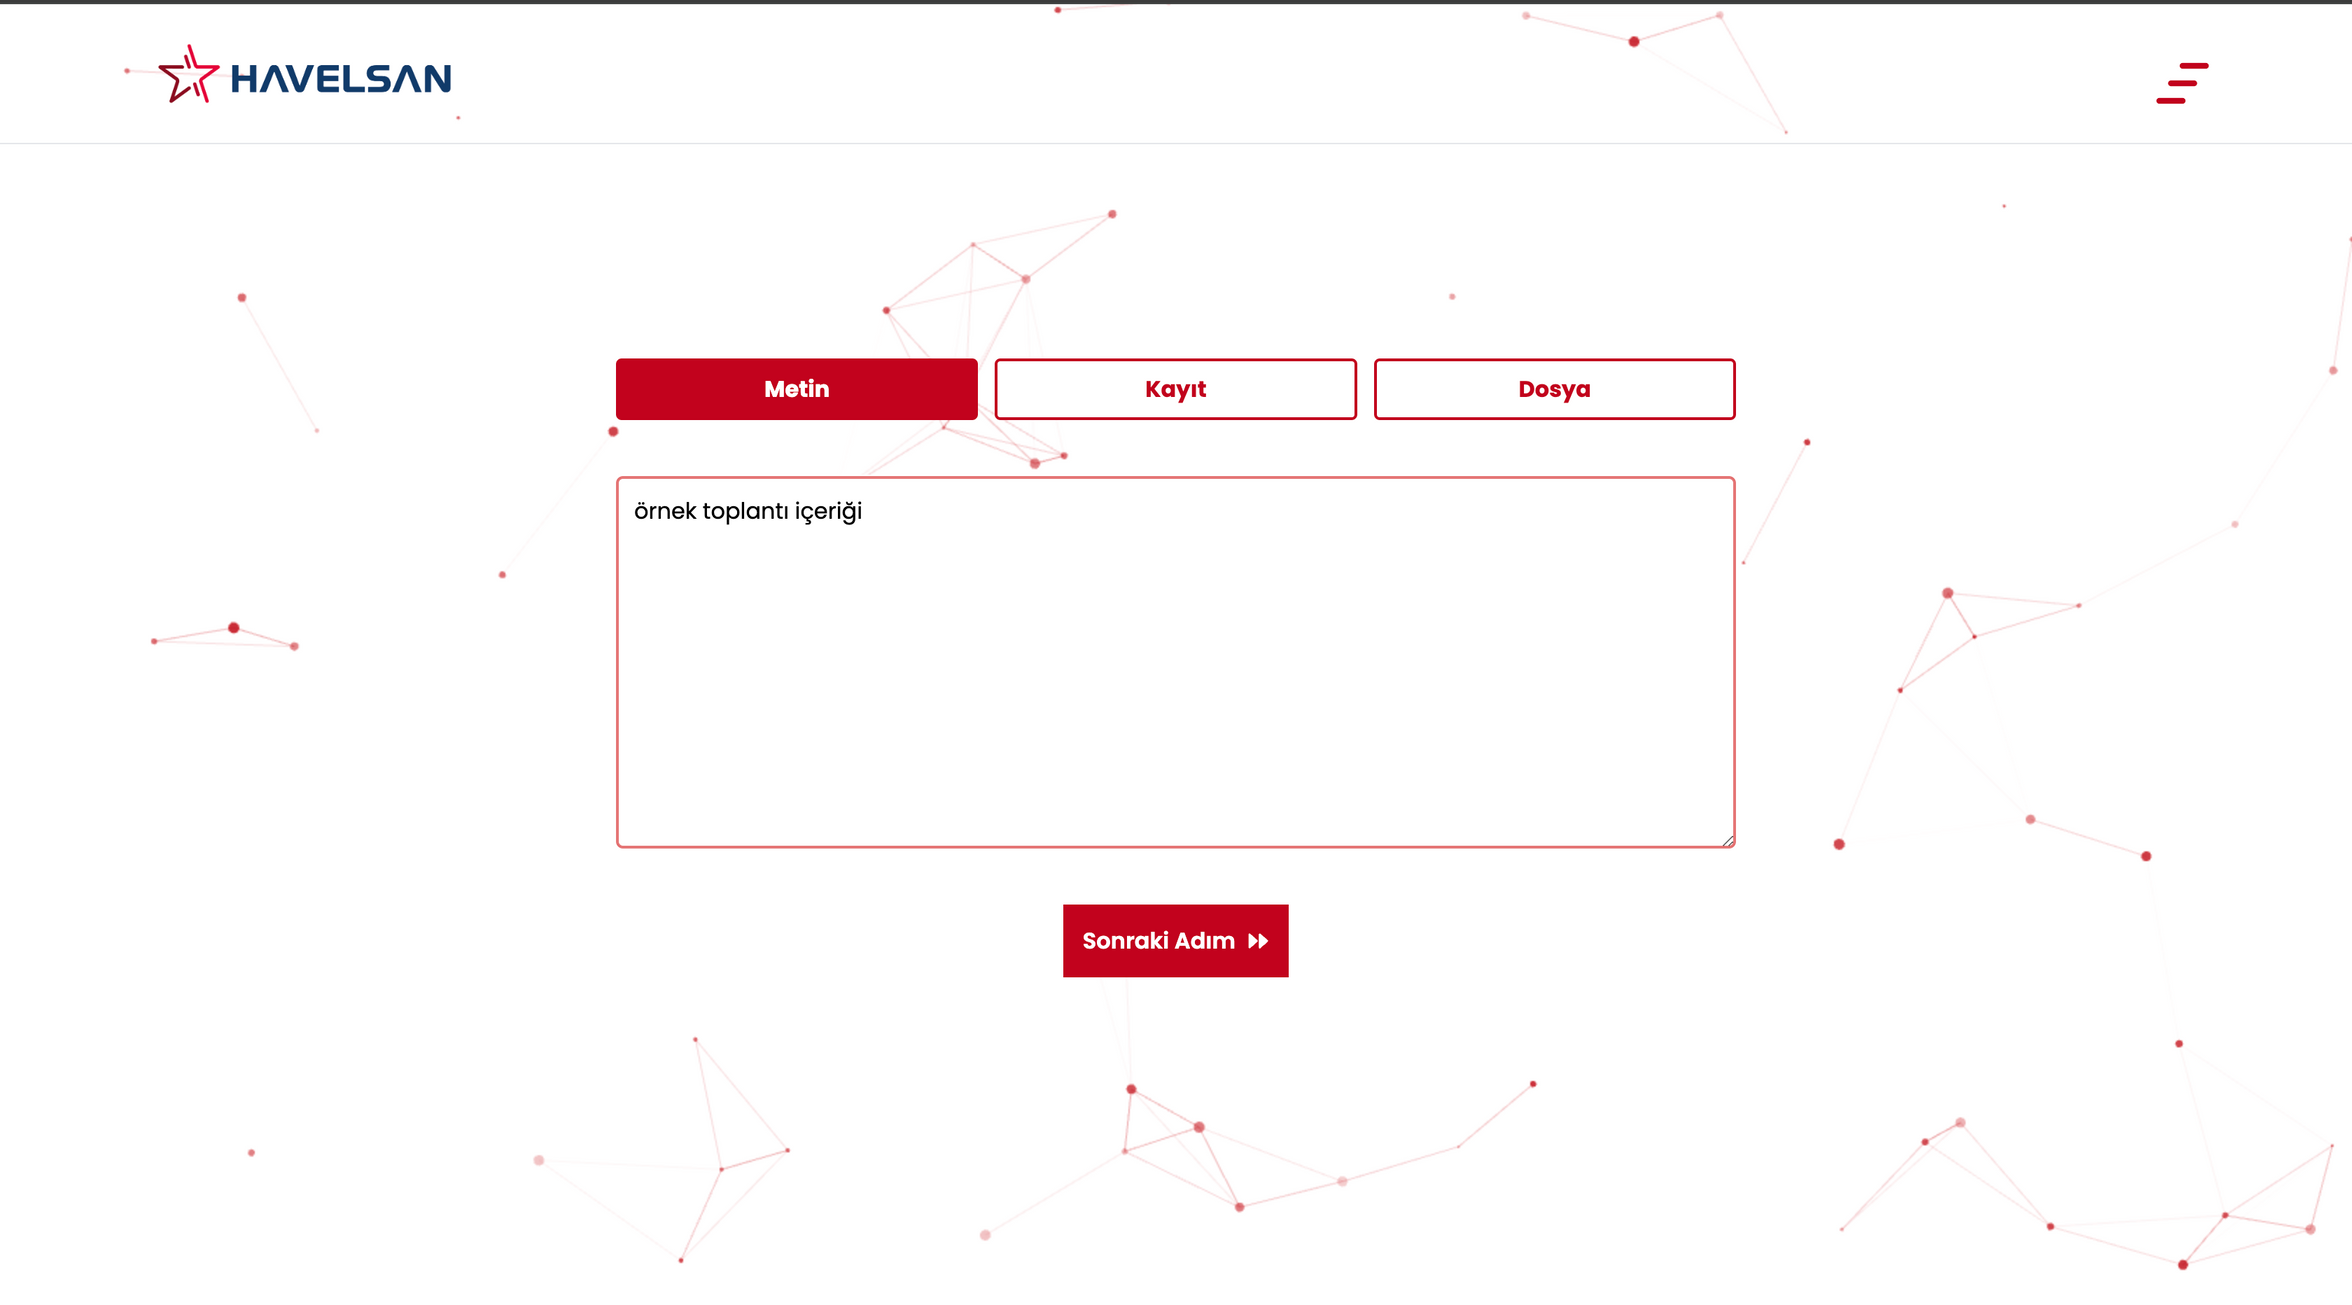 HAVELSAN
Metin
Kayıt
Dosya
örnek toplantı içeriği
Sonraki Adım